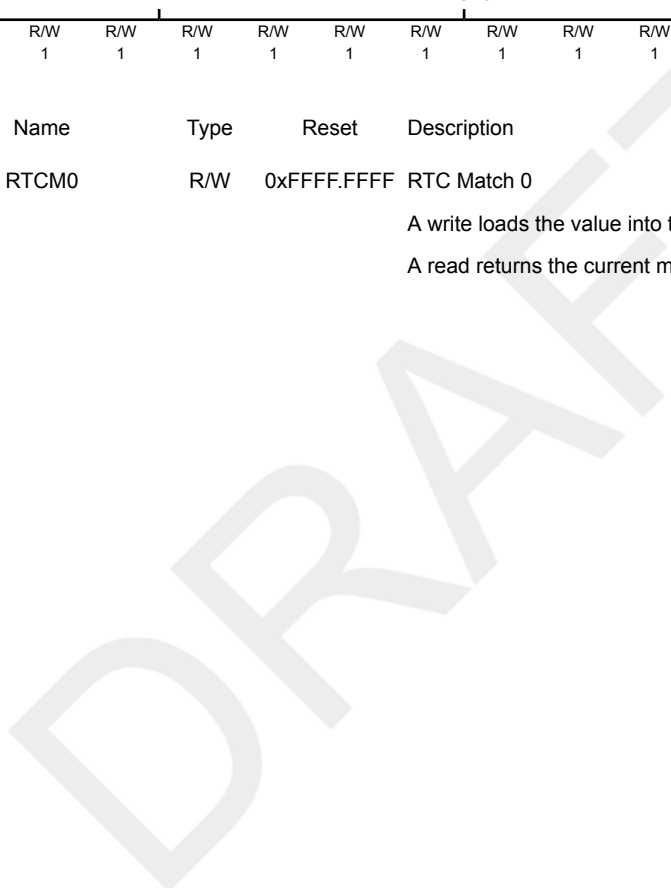 R/W R/W R/W R/W R/W R/W R/W R/W R/W
1 1 1 1 1 1 1 1 1
Name Type Reset Description
RTCM0 R/W 0xFFFF.FFFF RTC Match 0
A write loads the value into
A read returns the current
DRAFT